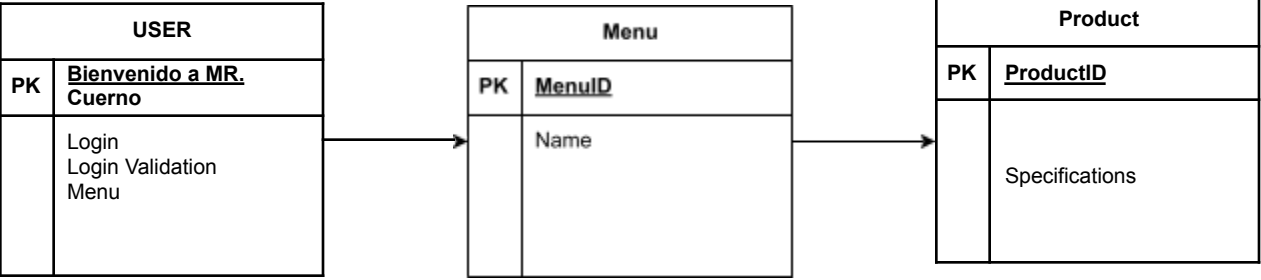 USER
PK
Bienvenido a MR.
Cuerno
Login
Login Validation
Menu
Menu
PK
MenuID
Name
Product
PK
ProductID
Specifications